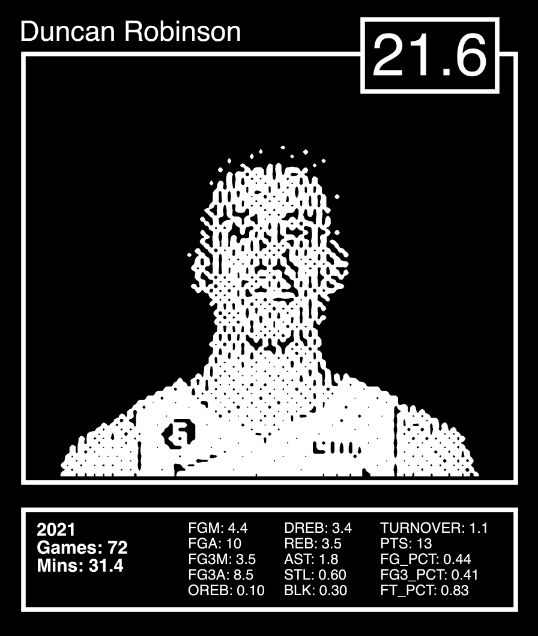 Duncan Robinson
21.6
2021
Games: 72
Mins: 31.4
FGM: 4.4
FGA: 10
FG3M: 3.5
FG3A: 8.5
OREB: 0.10
DREB: 3.4
REB: 3.5
AST: 1.8
STL: 0.60
BLK: 0.30
TURNOVER: 1.1
PTS: 13
FG_PCT: 0.44
FG3_PCT: 0.41
FT_PCT: 0.83